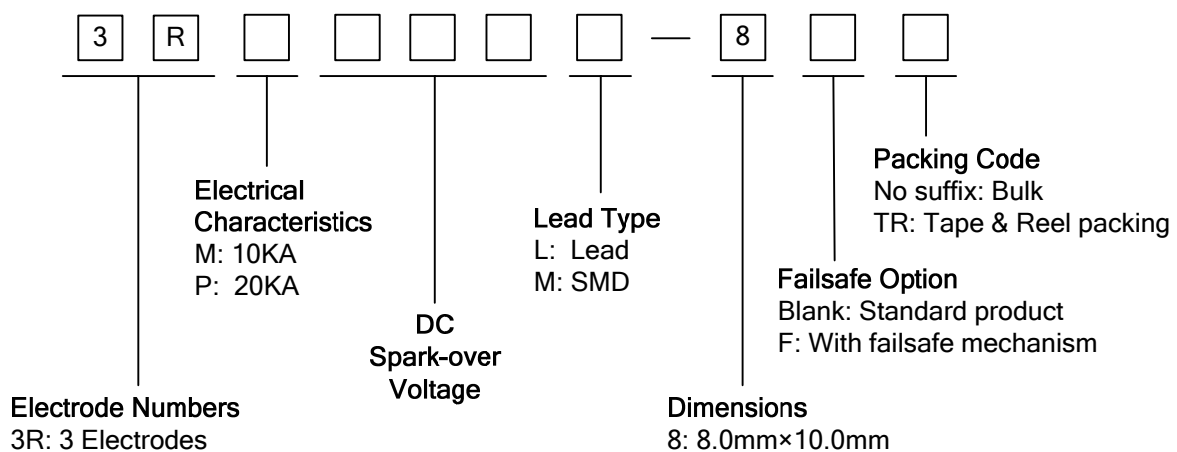 3 R — 8
Packing Code
No suffix: Bulk
TR: Tape & Reel packing
Electrical
Characteristics
M: 10KA
P: 20KA
Lead Type
L: Lead
M: SMD
Failsafe Option
Blank: Standard product
F: With failsafe mechanism
DC
Spark-over
Voltage
Electrode Numbers
3R: 3 Electrodes
Dimensions
8: 8.0mm×10.0mm